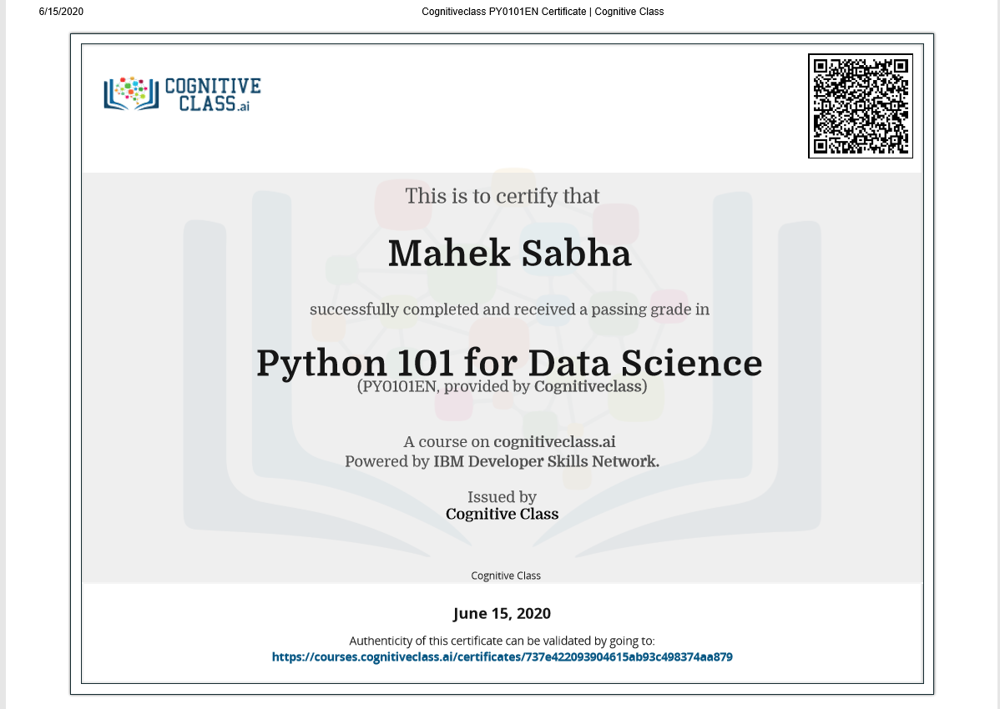 6/15/2020
Cognitiveclass PY0101EN Certificate | Cognitive Class
COGNITIVE
CLASS.ai
This is to certify that
Mahek Sabha
successfully completed and received a passing grade in
Python 101 for Data Science
(PY0101EN, provided by Cognitiveclass)
A course on cognitiveclass.ai
Powered by IBM Developer Skills Network.
Issued by
Cognitive Class
Cognitive Class
June 15, 2020
Authenticity of this certificate can be validated by going to:
https://courses.cognitiveclass.ai/certificates/737e422093904615ab93c498374aa879